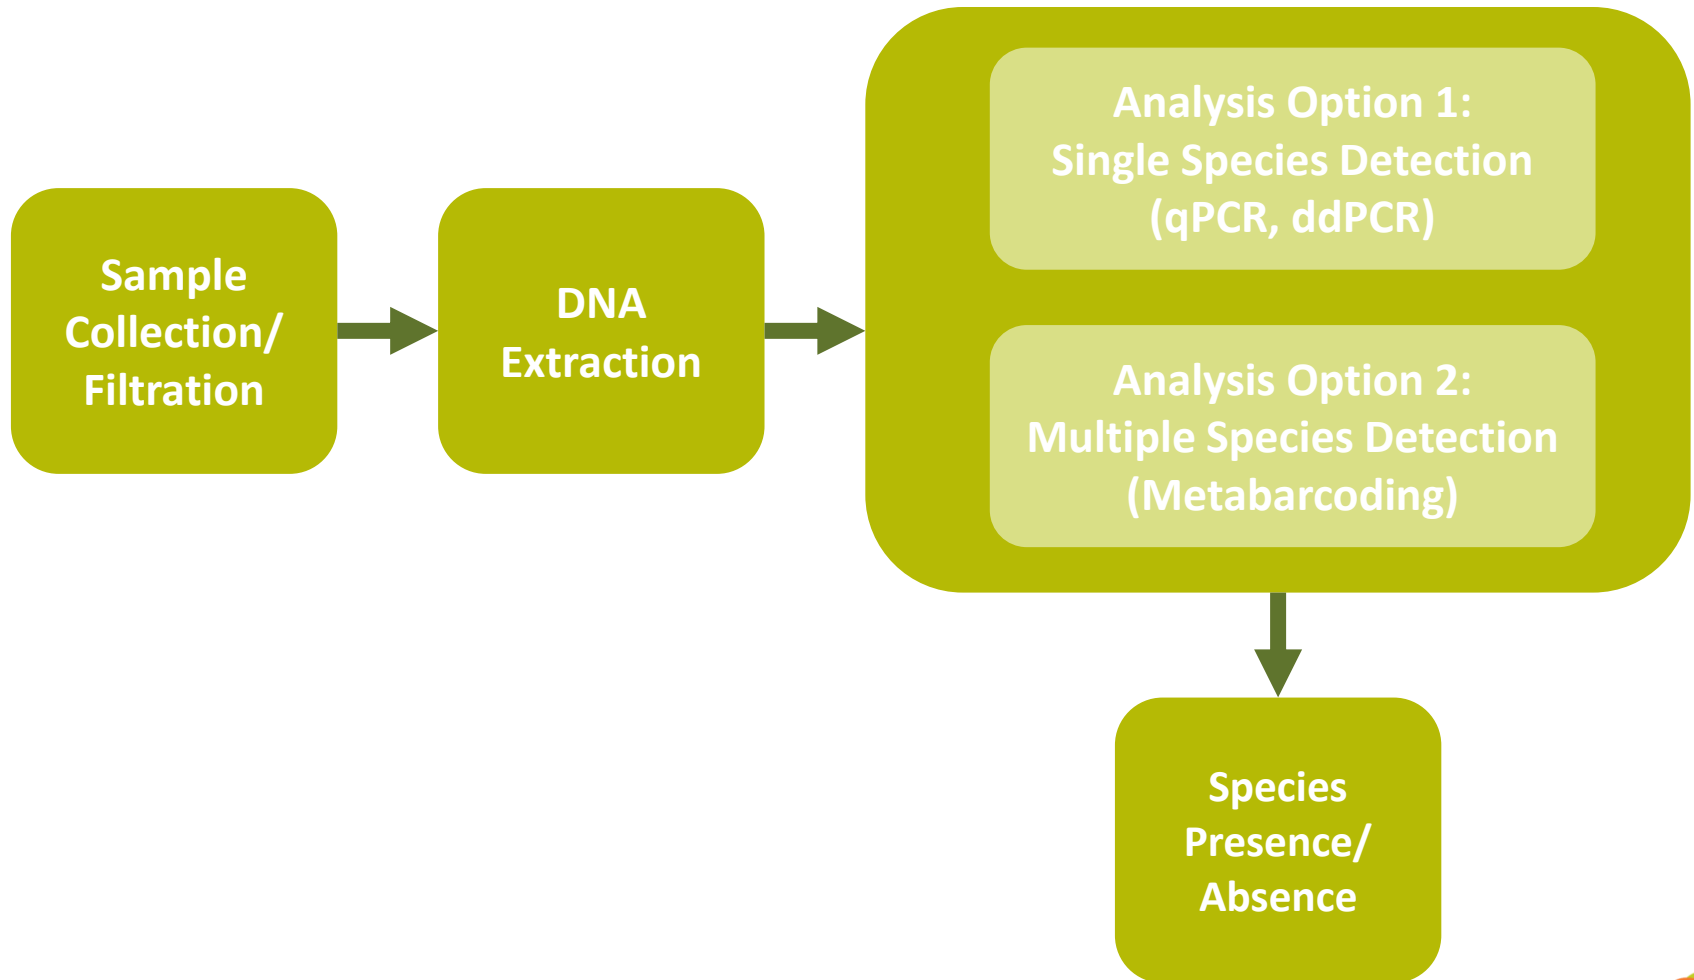 Sample
Collection/
Filtration
DNA
Extraction
Analysis Option 1:
Single Species Detection
(qPCR, ddPCR)
Analysis Option 2:
Multiple Species Detection
(Metabarcoding)
Species
Presence/
Absence